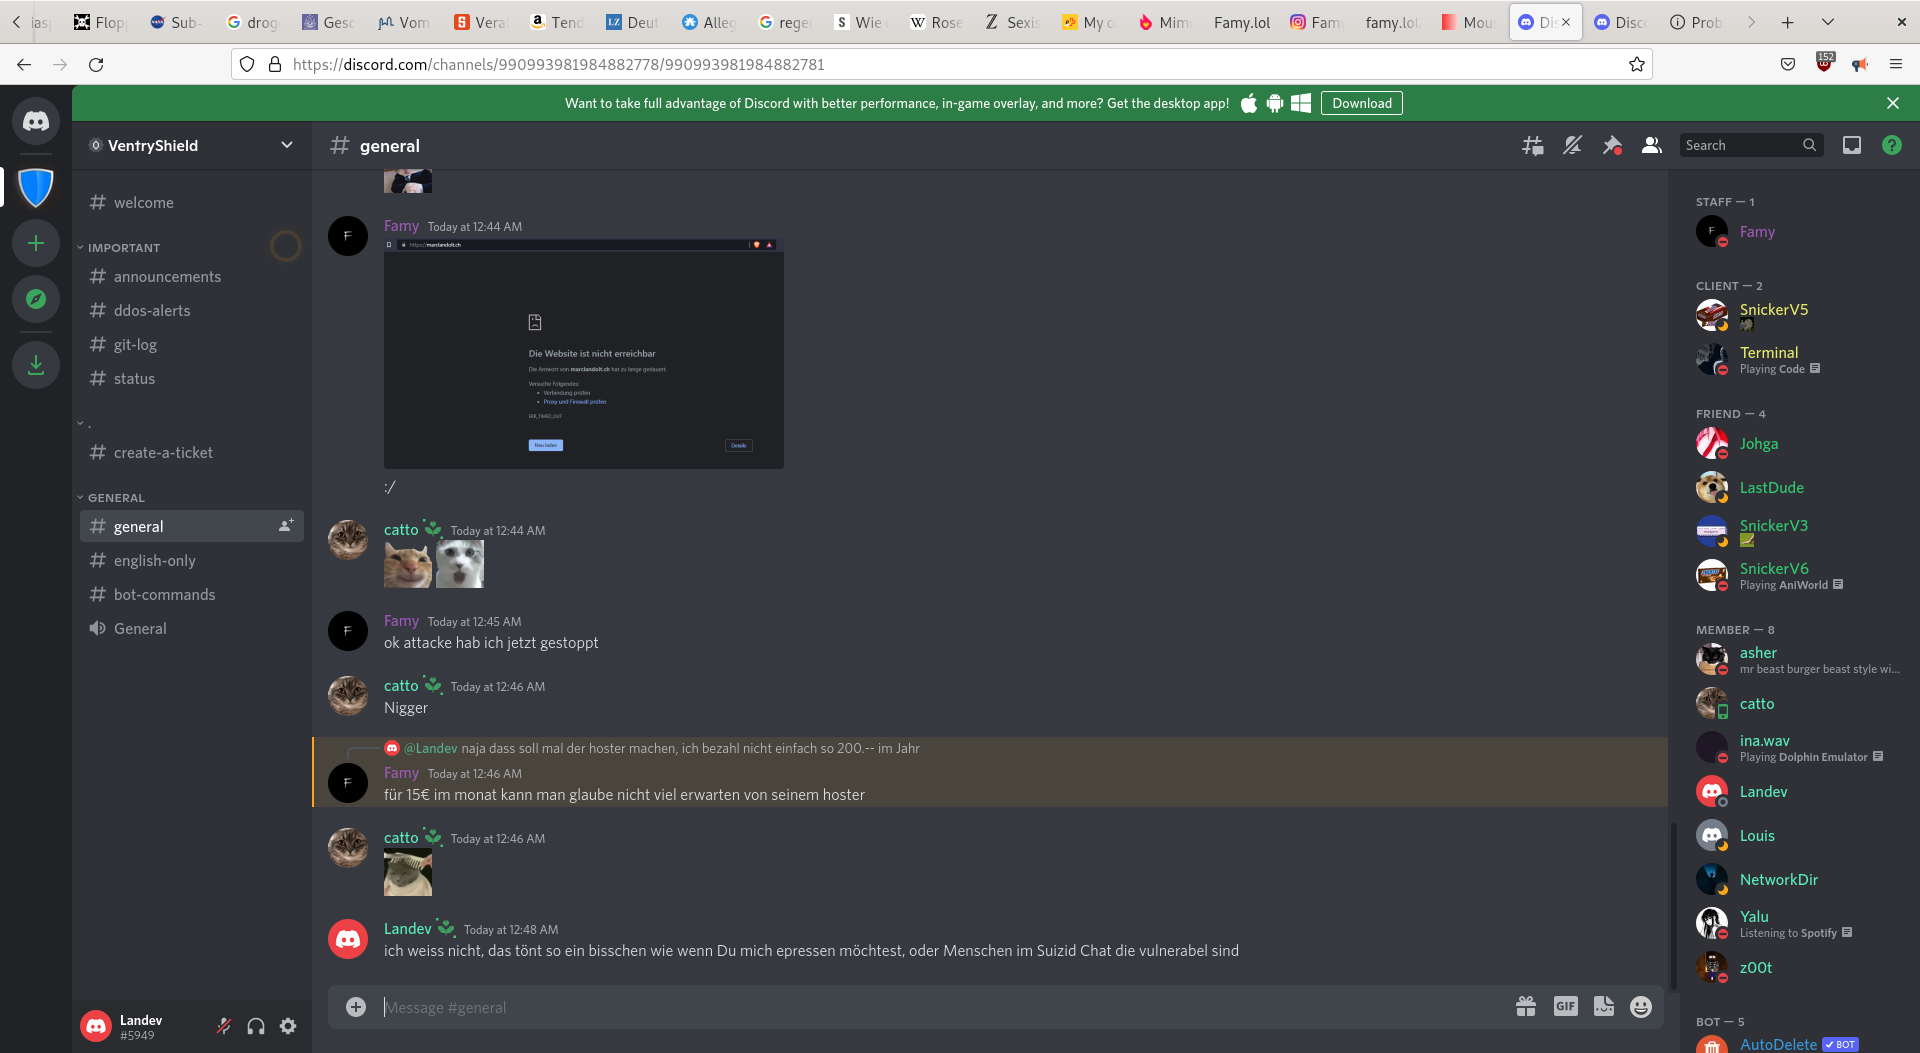 Flopp
Sub-
drog
Gesc
Vom
Vera
Tend
Deut
Alleg
rege
Wie
Rose
Sexis
My c
Mim
Famy.lol
Famy
famy.lol
Mou
Dis
Disc
Prob
https://discord.com/channels/990993981984882778/990993981984882781
152
Want to take full advantage of Discord with better performance, in-game overlay, and more? Get the desktop app!
Download
VentryShield
general
Search
welcome
IMPORTANT
announcements
ddos-alerts
git-log
status
.
create-a-ticket
GENERAL
general
english-only
bot-commands
General
Landev
#5949
Famy Today at 12:44 AM
https://marclandolt.ch
Die Website ist nicht erreichbar
Die Antwort von marclandolt.ch hat zu lange gedauert.
Versuche Folgendes:
• Verbindung prüfen
• Proxy und Firewall prüfen
ERR_TIMED_OUT
Neu laden
Details
:/
catto Today at 12:44 AM
Famy Today at 12:45 AM
ok attacke hab ich jetzt gestoppt
catto Today at 12:46 AM
Nigger
@Landev naja dass soll mal der hoster machen, ich bezahl nicht einfach so 200.-- im Jahr
Famy Today at 12:46 AM
für 15€ im monat kann man glaube nicht viel erwarten von seinem hoster
catto Today at 12:46 AM
Landev Today at 12:48 AM
ich weiss nicht, das tönt so ein bisschen wie wenn Du mich epressen möchtest, oder Menschen im Suizid Chat die vulnerabel sind
Message #general
GIF
STAFF — 1
Famy
CLIENT — 2
SnickerV5
Terminal
Playing Code
FRIEND — 4
Johga
LastDude
SnickerV3
SnickerV6
Playing AniWorld
MEMBER — 8
asher
mr beast burger beast style wi...
catto
ina.wav
Playing Dolphin Emulator
Landev
Louis
NetworkDir
Yalu
Listening to Spotify
z00t
BOT — 5
AutoDelete BOT